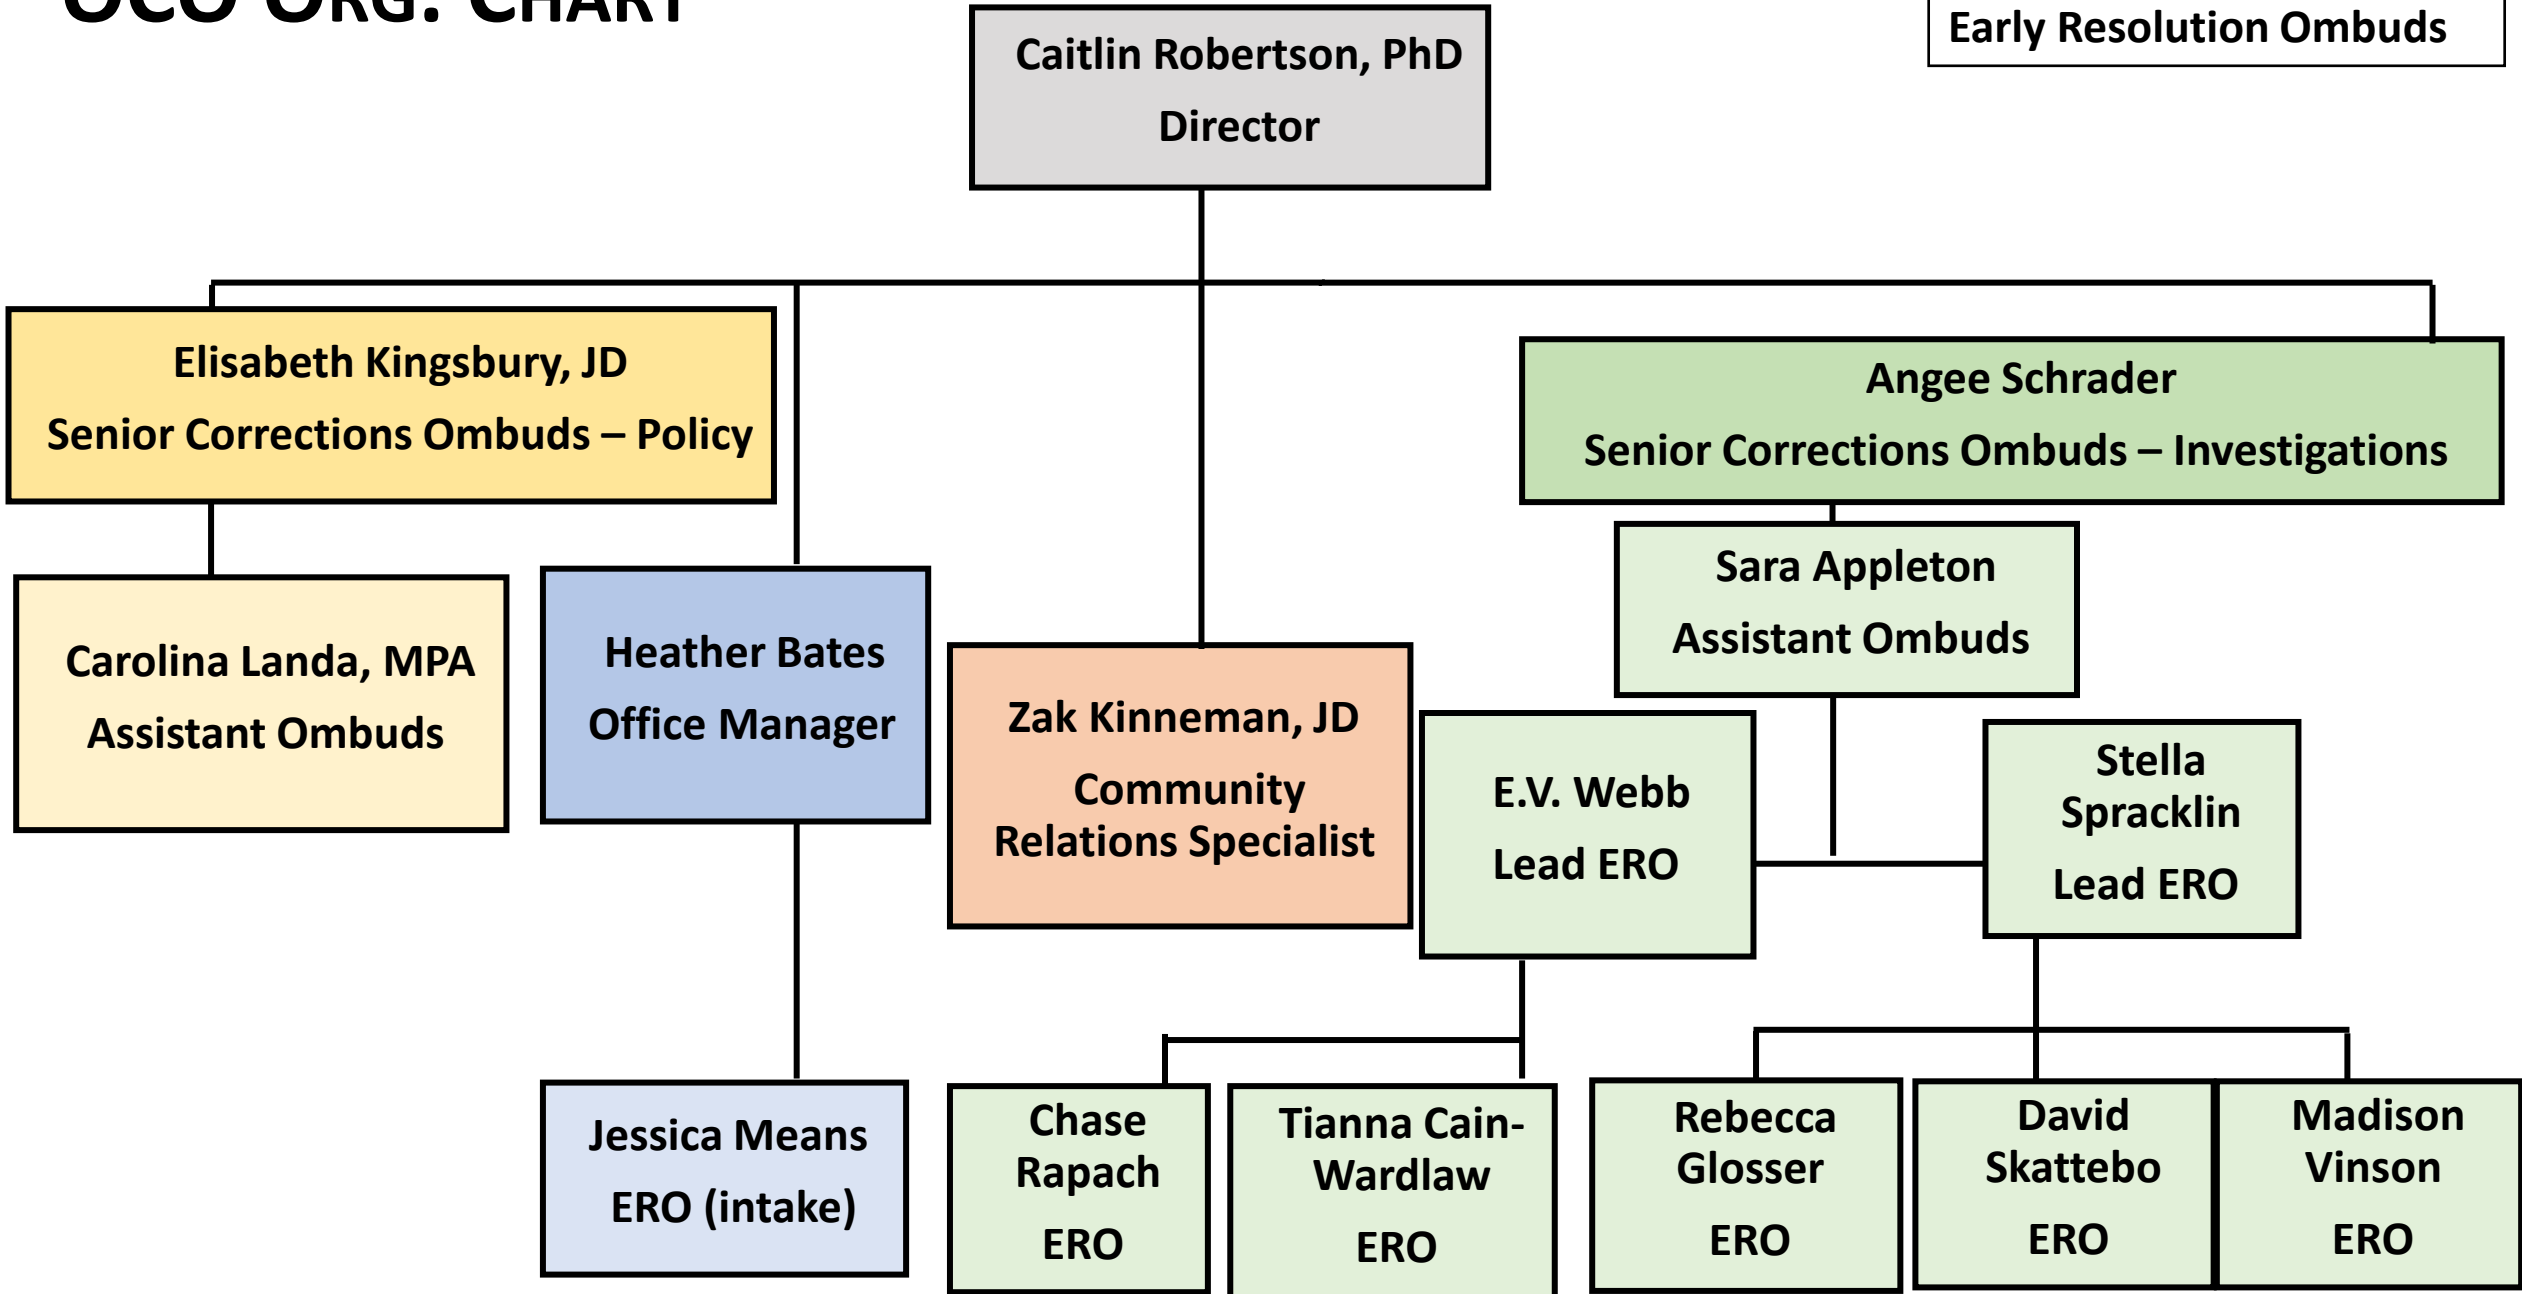 OCO ORG. CHART
Early Resolution Ombuds
Caitlin Robertson, PhD
Director
Elisabeth Kingsbury, JD
Senior Corrections Ombuds – Policy
Angee Schrader
Senior Corrections Ombuds – Investigations
Carolina Landa, MPA
Assistant Ombuds
Heather Bates
Office Manager
Zak Kinneman, JD
Community
Relations Specialist
Sara Appleton
Assistant Ombuds
E.V. Webb
Lead ERO
Stella
Spracklin
Lead ERO
Jessica Means
ERO (intake)
Chase
Rapach
ERO
Tianna Cain-
Wardlaw
ERO
Rebecca
Glosser
ERO
David
Skattebo
ERO
Madison
Vinson
ERO